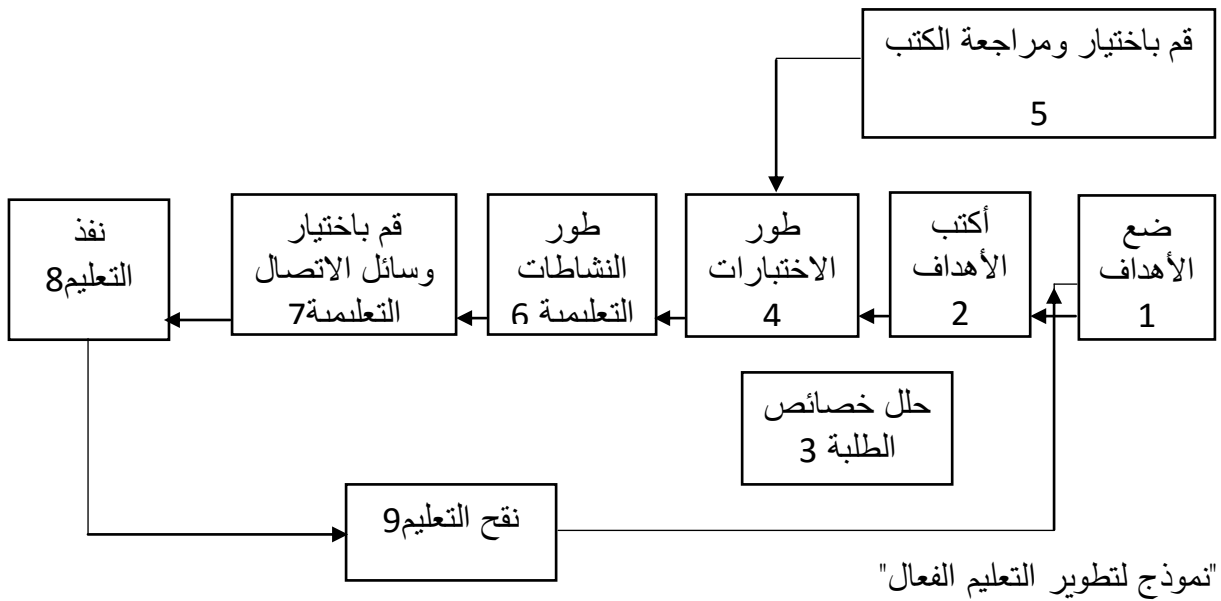 قم باختيار ومراجعة الكتب
5
ضع
الأهداف
1
أكتب
الأهداف
2
طور
الاختبارات
4
طور
النشاطات
التعليمية 6
قم باختيار
وسائل الاتصال
التعليمية7
نفذ
التعليم8
حلل خصائص
الطلبة 3
نقح التعليم9
"نموذج لتطوير التعليم الفعال"